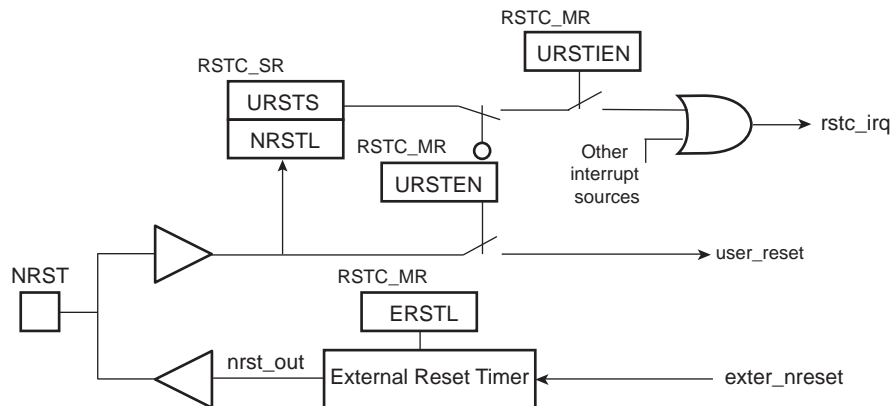 RSTC_MR
URSTIEN
RSTC_SR
URSTS
NRSTL
rstc_irq
RSTC_MR
URSTEN
Other
interrupt
sources
user_reset
NRST
RSTC_MR
ERSTL
nrst_out
External Reset Timer
exter_nreset